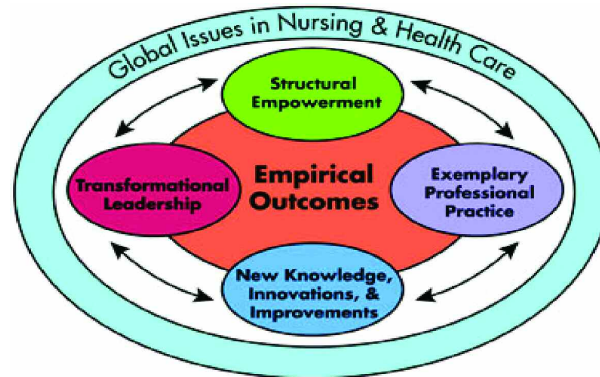 Global Issues in Nursing & Health Care
Structural
Empowerment
Transformational
Leadership
Empirical
Outcomes
Exemplary
Professional
Practice
New Knowledge,
Innovations, &
Improvements